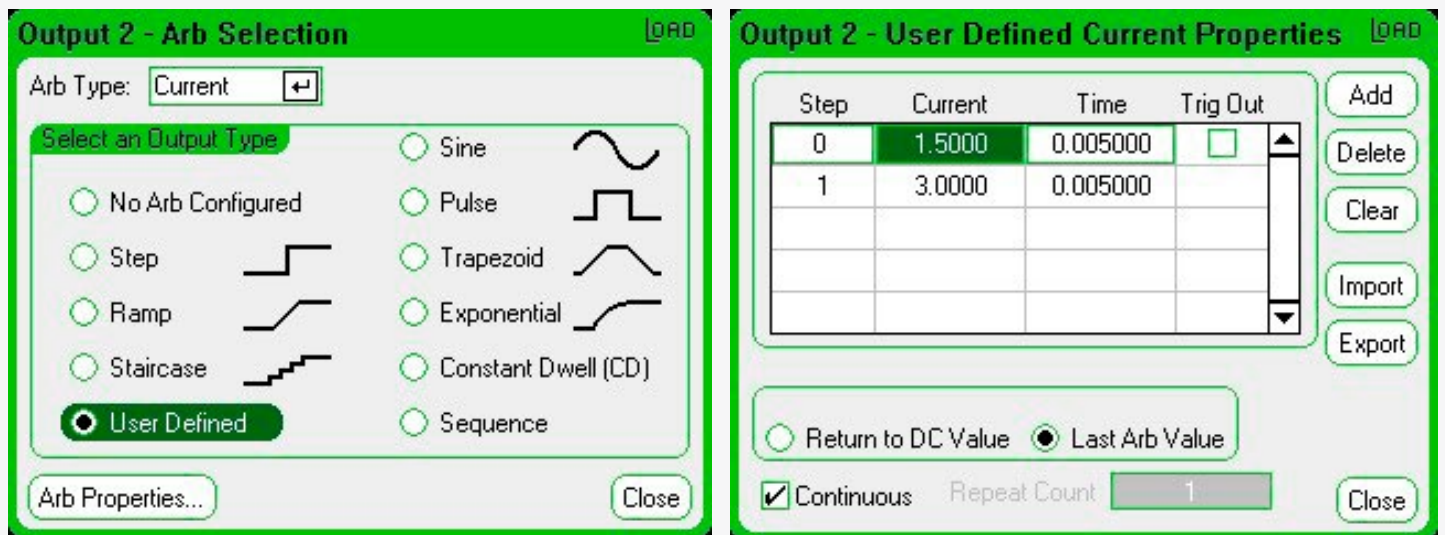 Output 2 - Arb Selection LOAD
Arb Type: Current
Select an Output Type
No Arb Configured
Step
Ramp
Staircase
User Defined
Sine
Pulse
Trapezoid
Exponential
Constant Dwell (CD)
Sequence
Arb Properties... Close
Output 2 - User Defined Current Properties LOAD
Step Current Time Trig Out
0 1.5000 0.005000
1 3.0000 0.005000
Add
Delete
Clear
Import
Export
Return to DC Value Last Arb Value
Continuous Repeat Count 1
Close